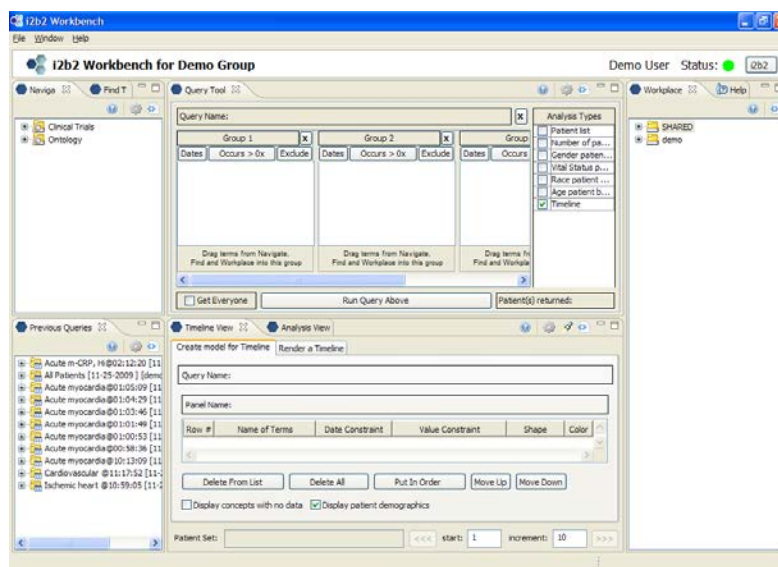 i2b2 Workbench
File Window Help
i2b2 Workbench for Demo Group
Demo User Status: i2b2
Naviga Find T
Clinical Trials
Ontology
Query Tool
Query Name: x
Group 1 x
Dates Occurs > 0x Exclude
Drag terms from Navigate,
Find and Workplace into this group
Group 2 x
Dates Occurs > 0x Exclude
Drag terms from Navigate,
Find and Workplace into this group
Group
Dates Occurs
Drag terms fr
Find and Workpla
Analysis Types
Patient list
Number of pa...
Gender patien...
Vital Status p...
Race patient ...
Age patient b...
Timeline
Get Everyone Run Query Above Patient(s) returned:
Workplace Help
SHARED
demo
Previous Queries
Acute m-CRP, Hi@02:12:20 [11
All Patients [11-25-2009 ] [demo
Acute myocardia@01:05:09 [11
Acute myocardia@01:04:29 [11
Acute myocardia@01:03:46 [11
Acute myocardia@01:01:49 [11
Acute myocardia@01:00:53 [11
Acute myocardia@00:58:36 [11
Acute myocardia@10:13:09 [11
Cardiovascular @11:17:52 [11-2
Ischemic heart @10:59:05 [11-2
Timeline View Analysis View
Create model for Timeline Render a Timeline
Query Name:
Panel Name:
Row # Name of Terms Date Constraint Value Constraint Shape Color
Delete From List Delete All Put In Order Move Up Move Down
Display concepts with no data Display patient demographics
Patient Set: <<< start: 1 increment: 10 >>>